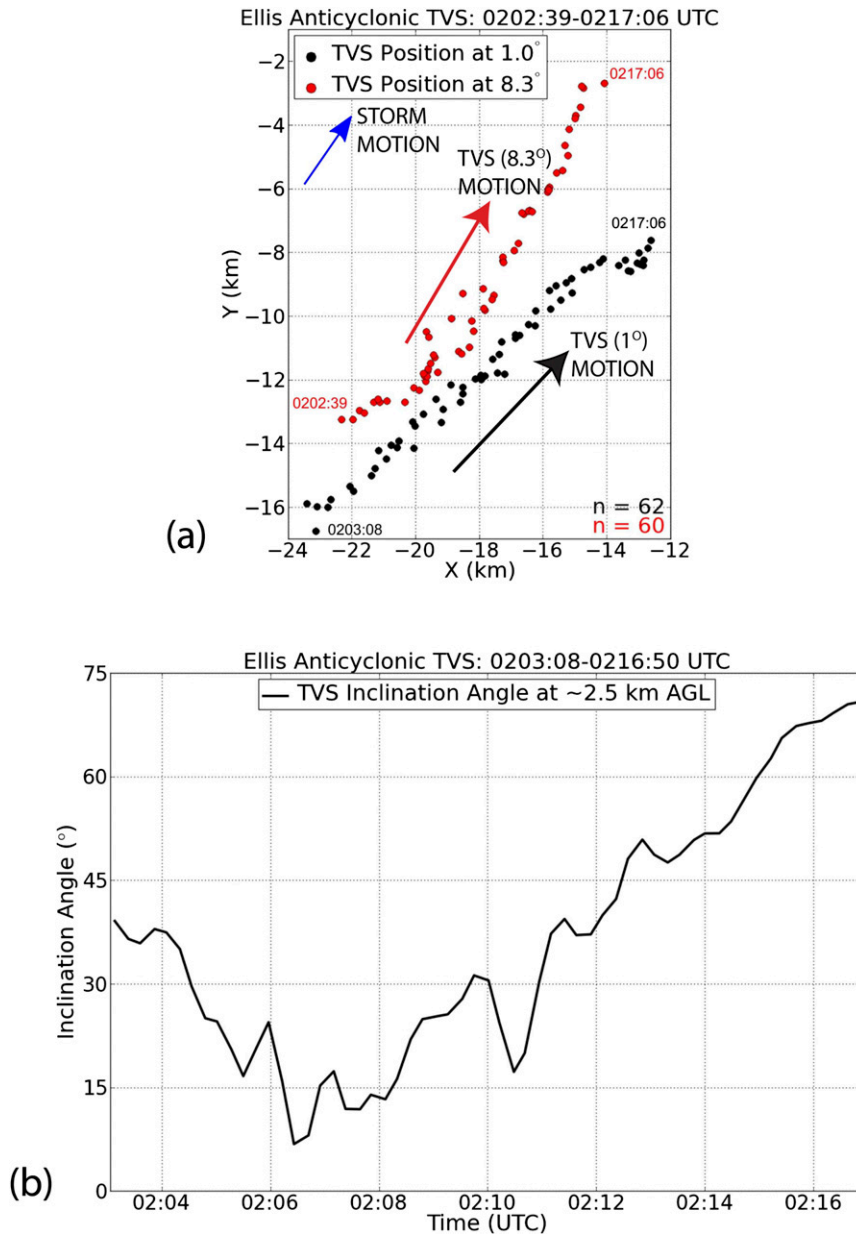 Ellis Anticyclonic TVS: 0202:39-0217:06 UTC
TVS Position at 1.0°
TVS Position at 8.3°
0217:06
STORM
MOTION
TVS (8.3⁰)
MOTION
0217:06
TVS (1⁰)
MOTION
0202:39
0203:08
n = 62
n = 60
−2
−4
−6
−8
−10
−12
−14
−16
Y (km)
−24 −22 −20 −18 −16 −14 −12
X (km)
(a)
Ellis Anticyclonic TVS: 0203:08-0216:50 UTC
TVS Inclination Angle at ~2.5 km AGL
75
60
45
30
15
0
Inclination Angle (°)
02:04 02:06 02:08 02:10 02:12 02:14 02:16
Time (UTC)
(b)